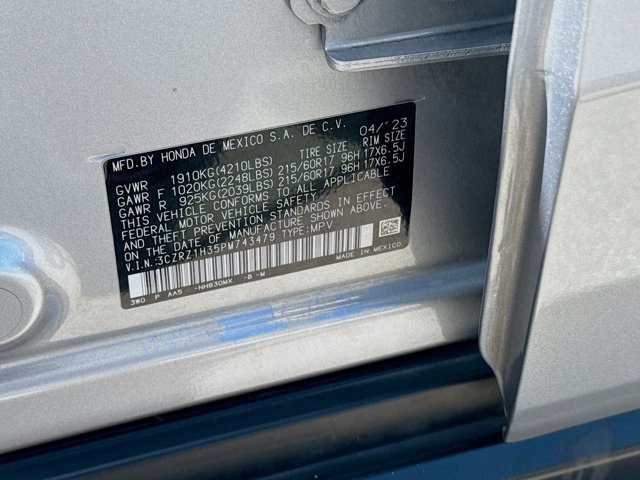 MFD.BY HONDA DE MEXICO S.A. DE C.V. 04/'23
TIRE SIZE RIM SIZE
GVWR 1910KG(4210LBS)
GAWR F 1020KG(2248LBS) 215/60R17 96H 17X6.5J
GAWR R 925KG(2039LBS) 215/60R17 96H 17X6.5J
THIS VEHICLE CONFORMS TO ALL APPLICABLE
FEDERAL MOTOR VEHICLE SAFETY AND
THEFT PREVENTION STANDARDS IN EFFECT
ON THE DATE OF MANUFACTURE SHOWN ABOVE.
V.I.N.:3CZRZ1H35PM743479 TYPE:MPV
3W0 P AA5 -NH830MX -B -M MADE IN MEXICO